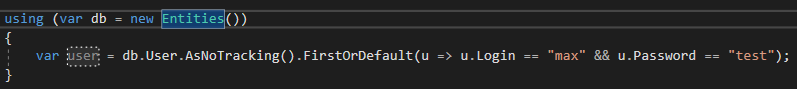 using (var db = new Entities())
{
var user = db.User.AsNoTracking().FirstOrDefault(u => u.Login == "max" && u.Password == "test");
}